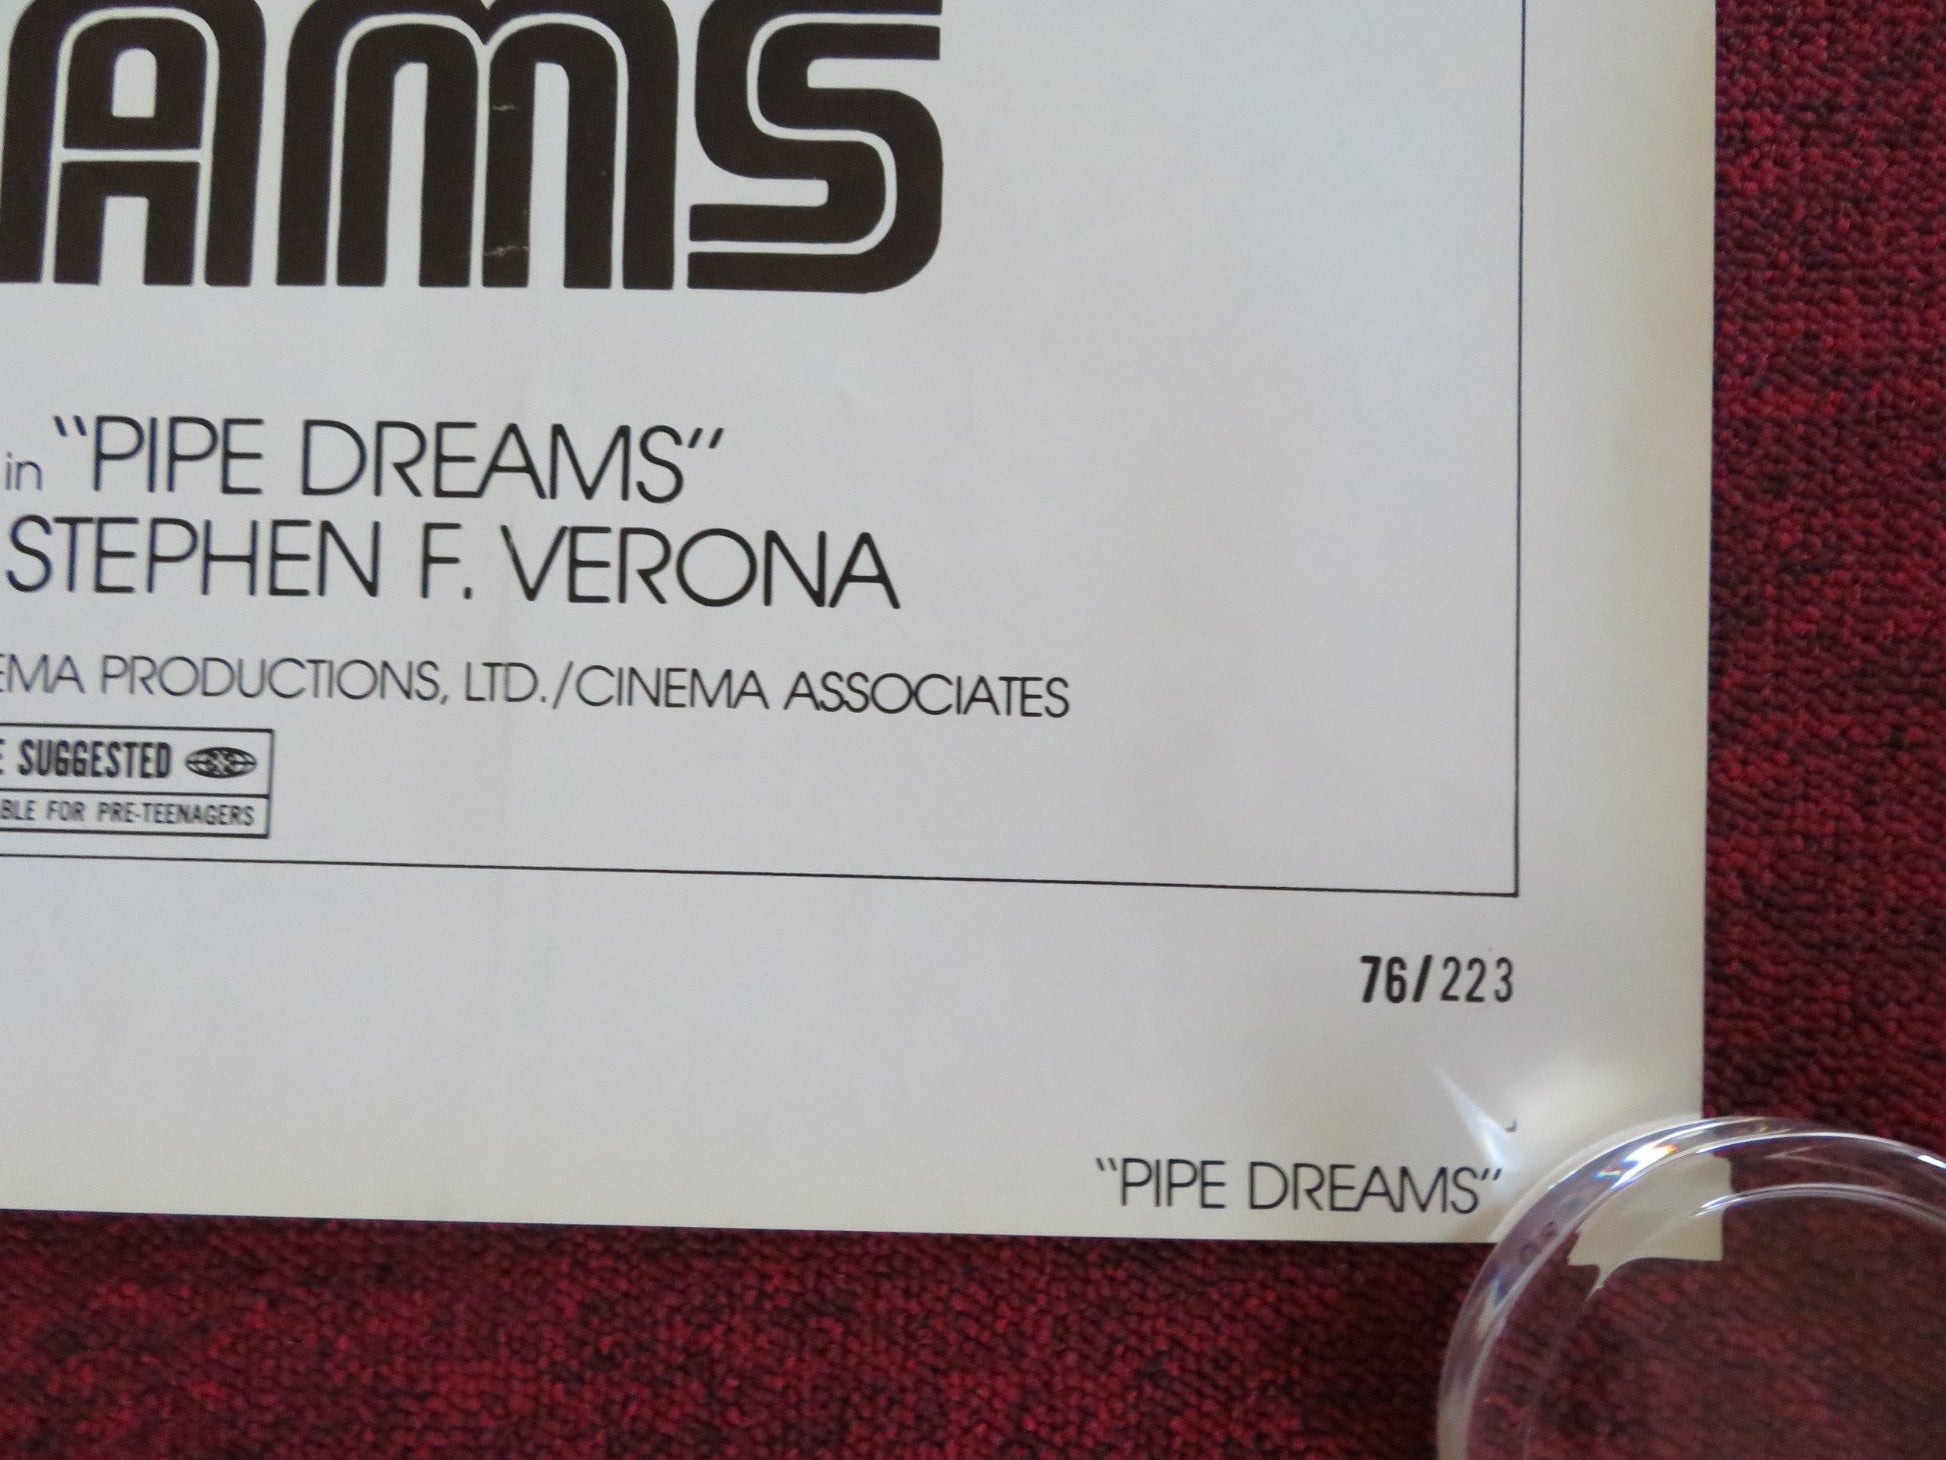 AMS
in "PIPE DREAMS"
STEPHEN F. VERONA
EMA PRODUCTIONS, LTD./CINEMA ASSOCIATES
E SUGGESTED
BLE FOR PRE-TEENAGERS
76/223
"PIPE DREAMS"